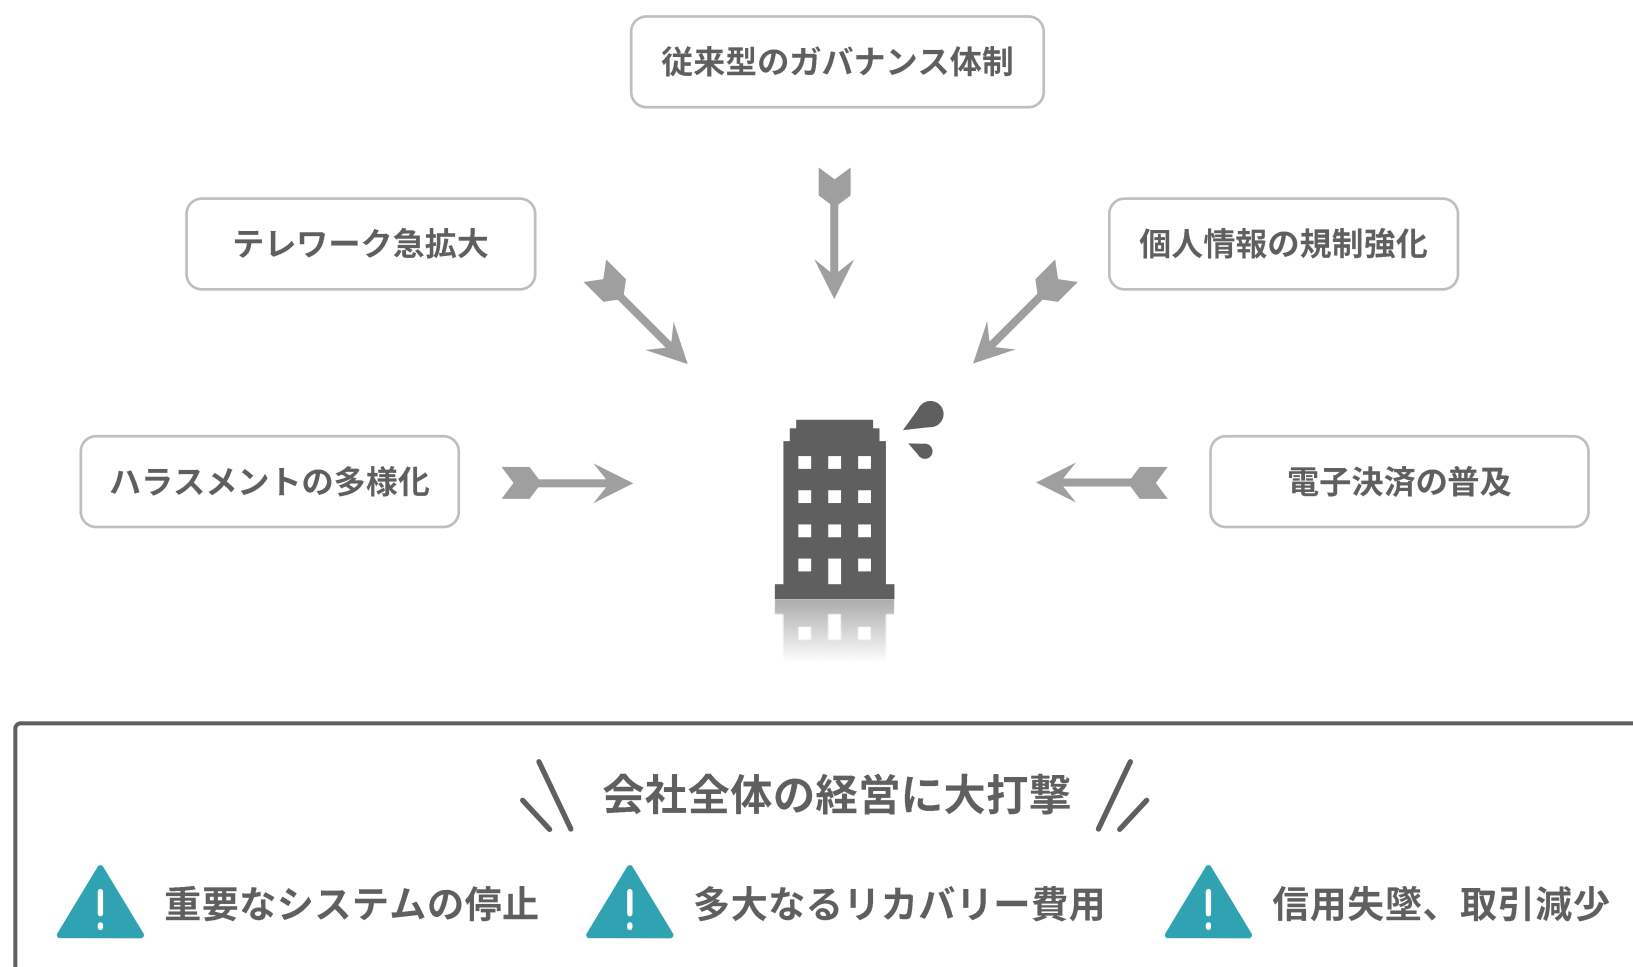 従来型のガバナンス体制
テレワーク急拡大
個人情報の規制強化
ハラスメントの多様化
電子決済の普及
会社全体の経営に大打撃
重要なシステムの停止
多大なるリカバリー費用
信用失墜、取引減少